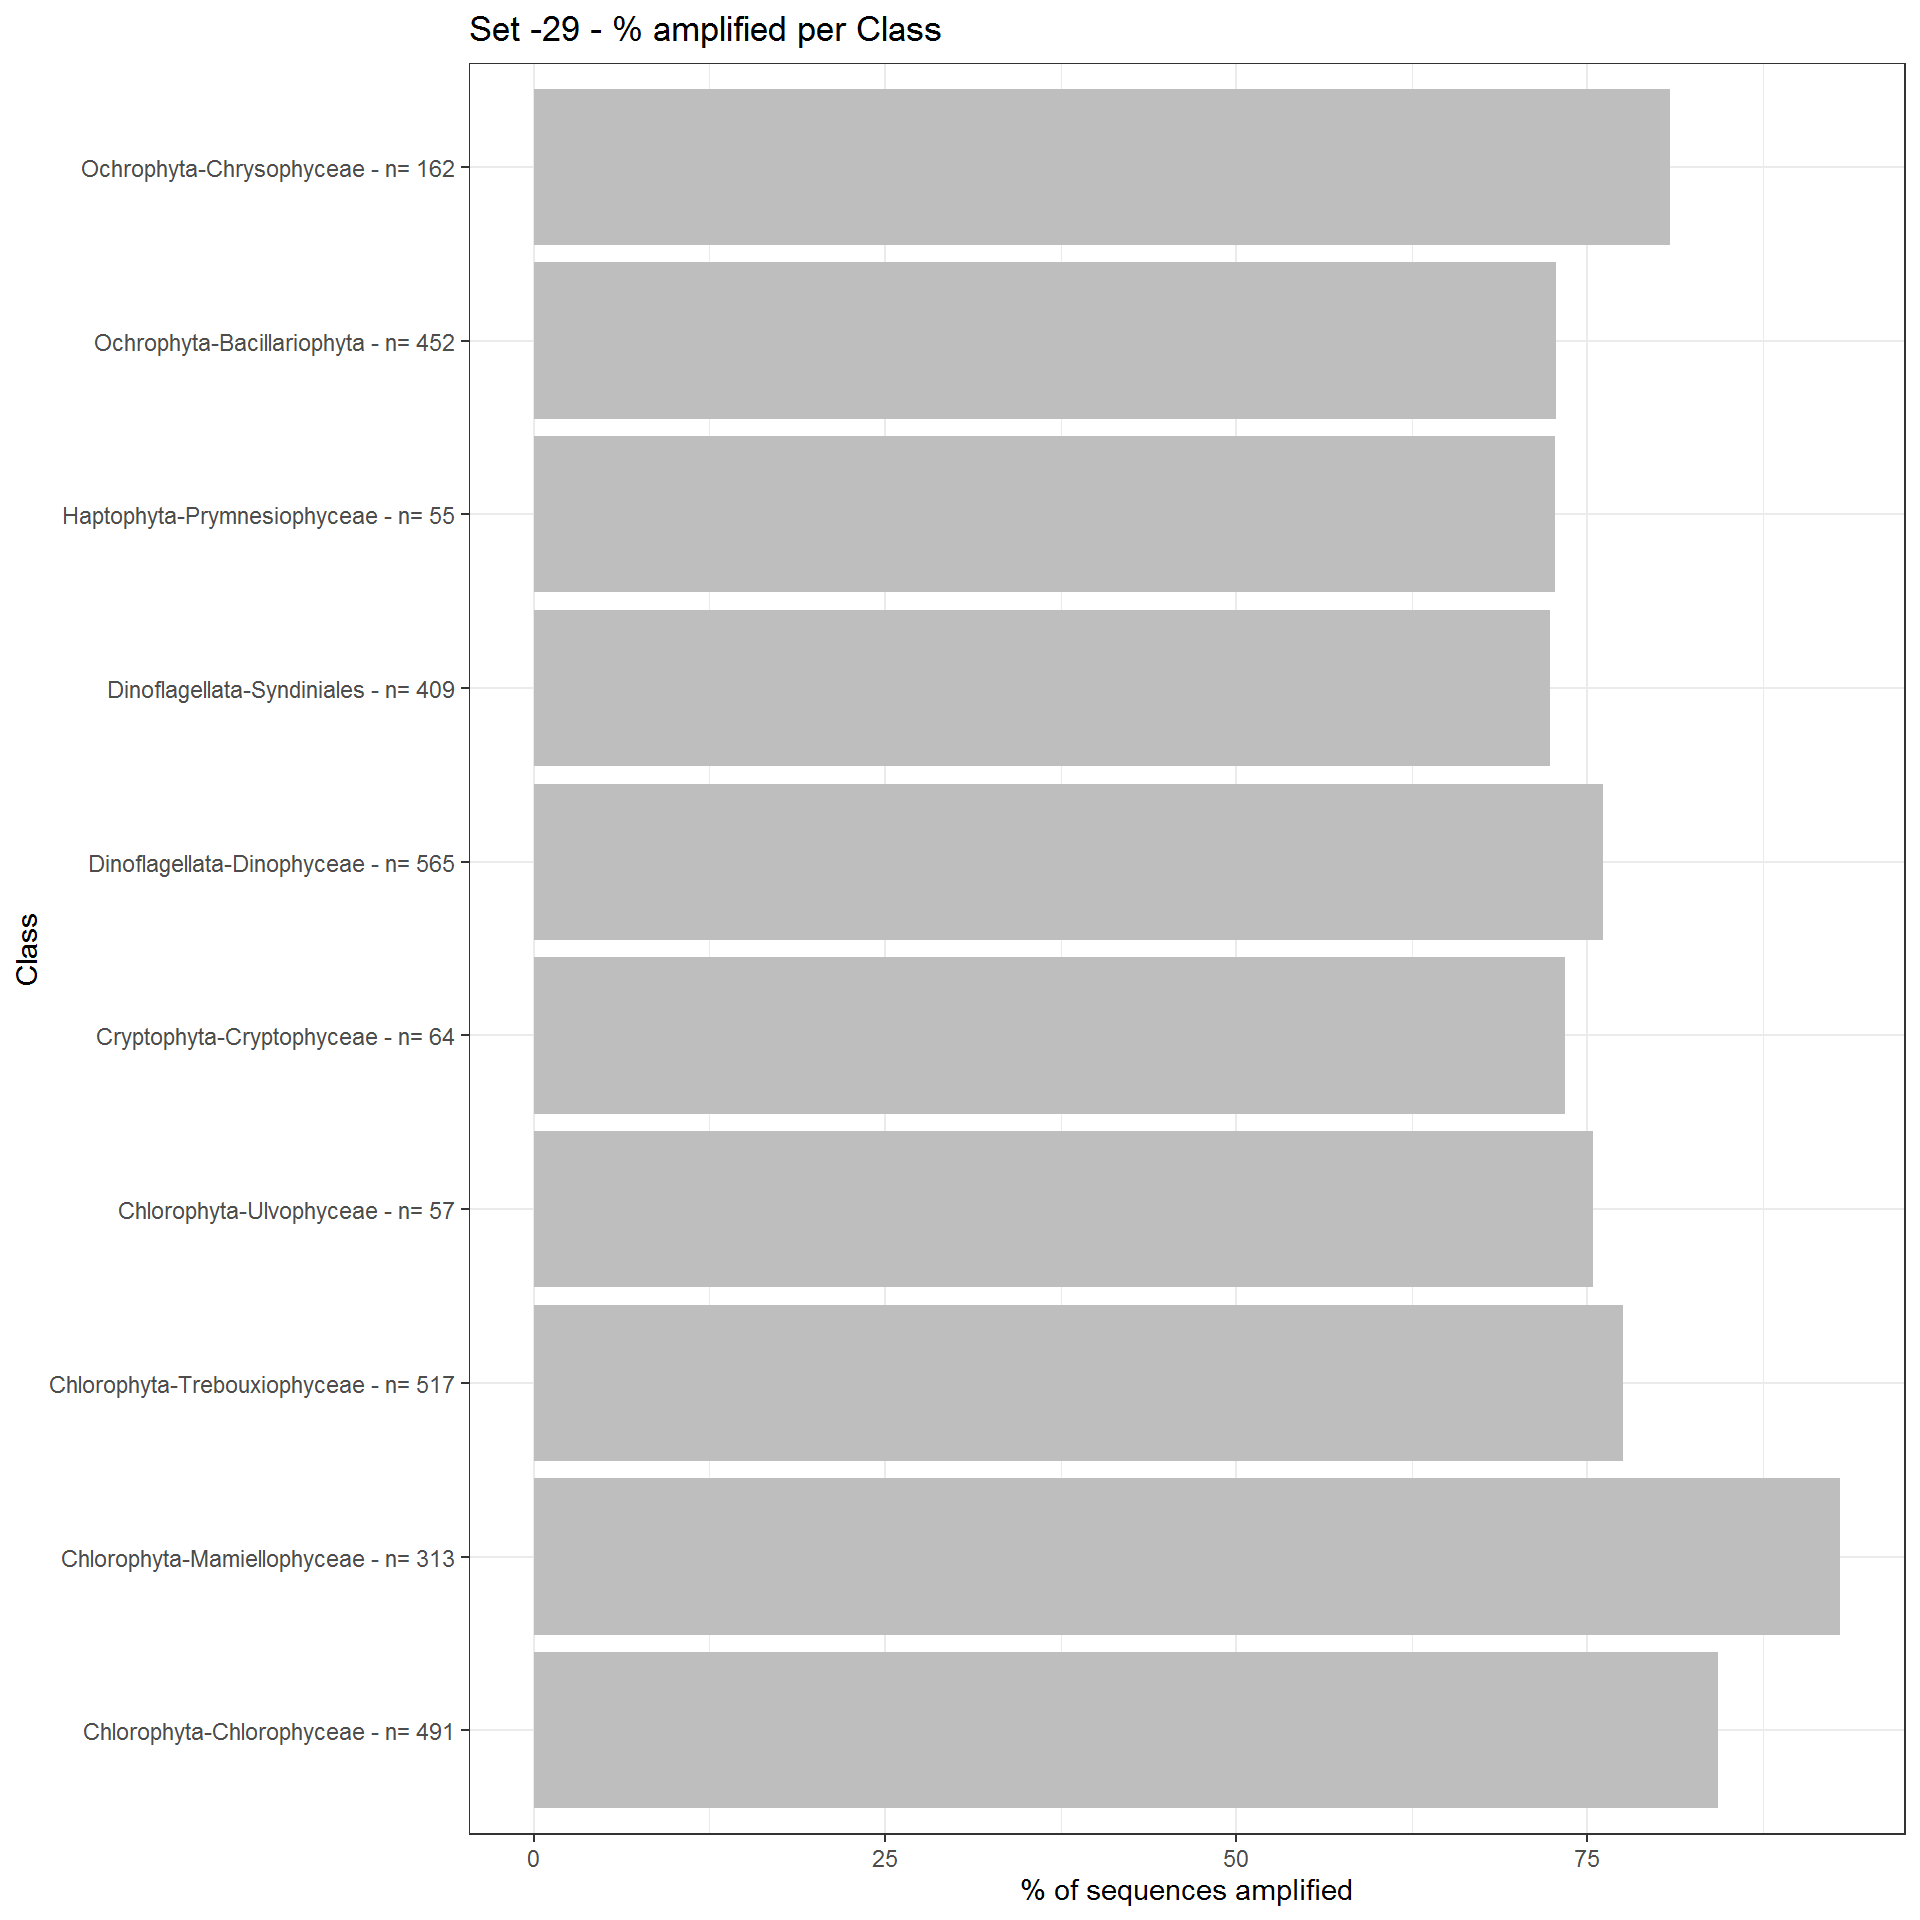 Set -29 - % amplified per Class
Ochrophyta-Chrysophyceae - n= 162
Ochrophyta-Bacillariophyta - n= 452
Haptophyta-Prymnesiophyceae - n= 55
Dinoflagellata-Syndiniales - n= 409
Dinoflagellata-Dinophyceae - n= 565
Class
Cryptophyta-Cryptophyceae - n= 64
Chlorophyta-Ulvophyceae - n= 57
Chlorophyta-Trebouxiophyceae - n= 517
Chlorophyta-Mamiellophyceae - n= 313
Chlorophyta-Chlorophyceae - n= 491
0 25 50 75
% of sequences amplified